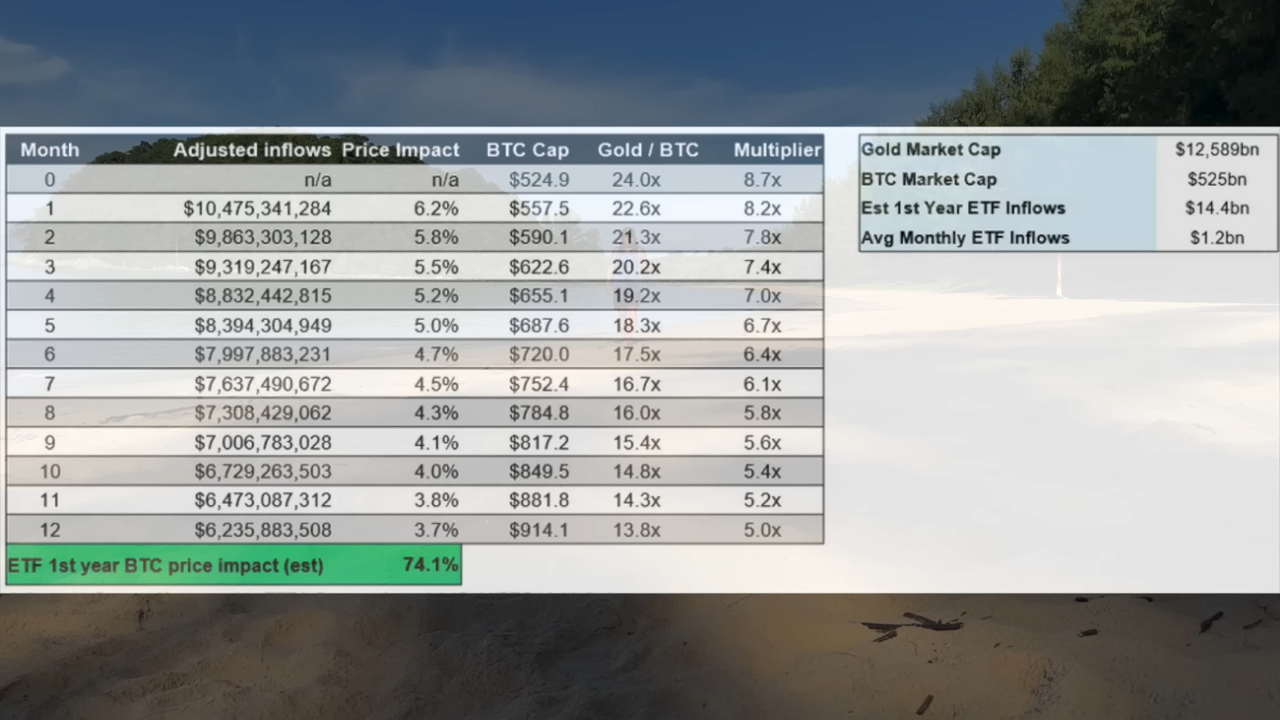 Month Adjusted inflows Price Impact BTC Cap Gold / BTC Multiplier
0 n/a n/a $524.9 24.0x 8.7x
1 $10,475,341,284 6.2% $557.5 22.6x 8.2x
2 $9,863,303,128 5.8% $590.1 21.3x 7.8x
3 $9,319,247,167 5.5% $622.6 20.2x 7.4x
4 $8,832,442,815 5.2% $655.1 19.2x 7.0x
5 $8,394,304,949 5.0% $687.6 18.3x 6.7x
6 $7,997,883,231 4.7% $720.0 17.5x 6.4x
7 $7,637,490,672 4.5% $752.4 16.7x 6.1x
8 $7,308,429,062 4.3% $784.8 16.0x 5.8x
9 $7,006,783,028 4.1% $817.2 15.4x 5.6x
10 $6,729,263,503 4.0% $849.5 14.8x 5.4x
11 $6,473,087,312 3.8% $881.8 14.3x 5.2x
12 $6,235,883,508 3.7% $914.1 13.8x 5.0x
ETF 1st year BTC price impact (est) 74.1%
Gold Market Cap $12,589bn
BTC Market Cap $525bn
Est 1st Year ETF Inflows $14.4bn
Avg Monthly ETF Inflows $1.2bn